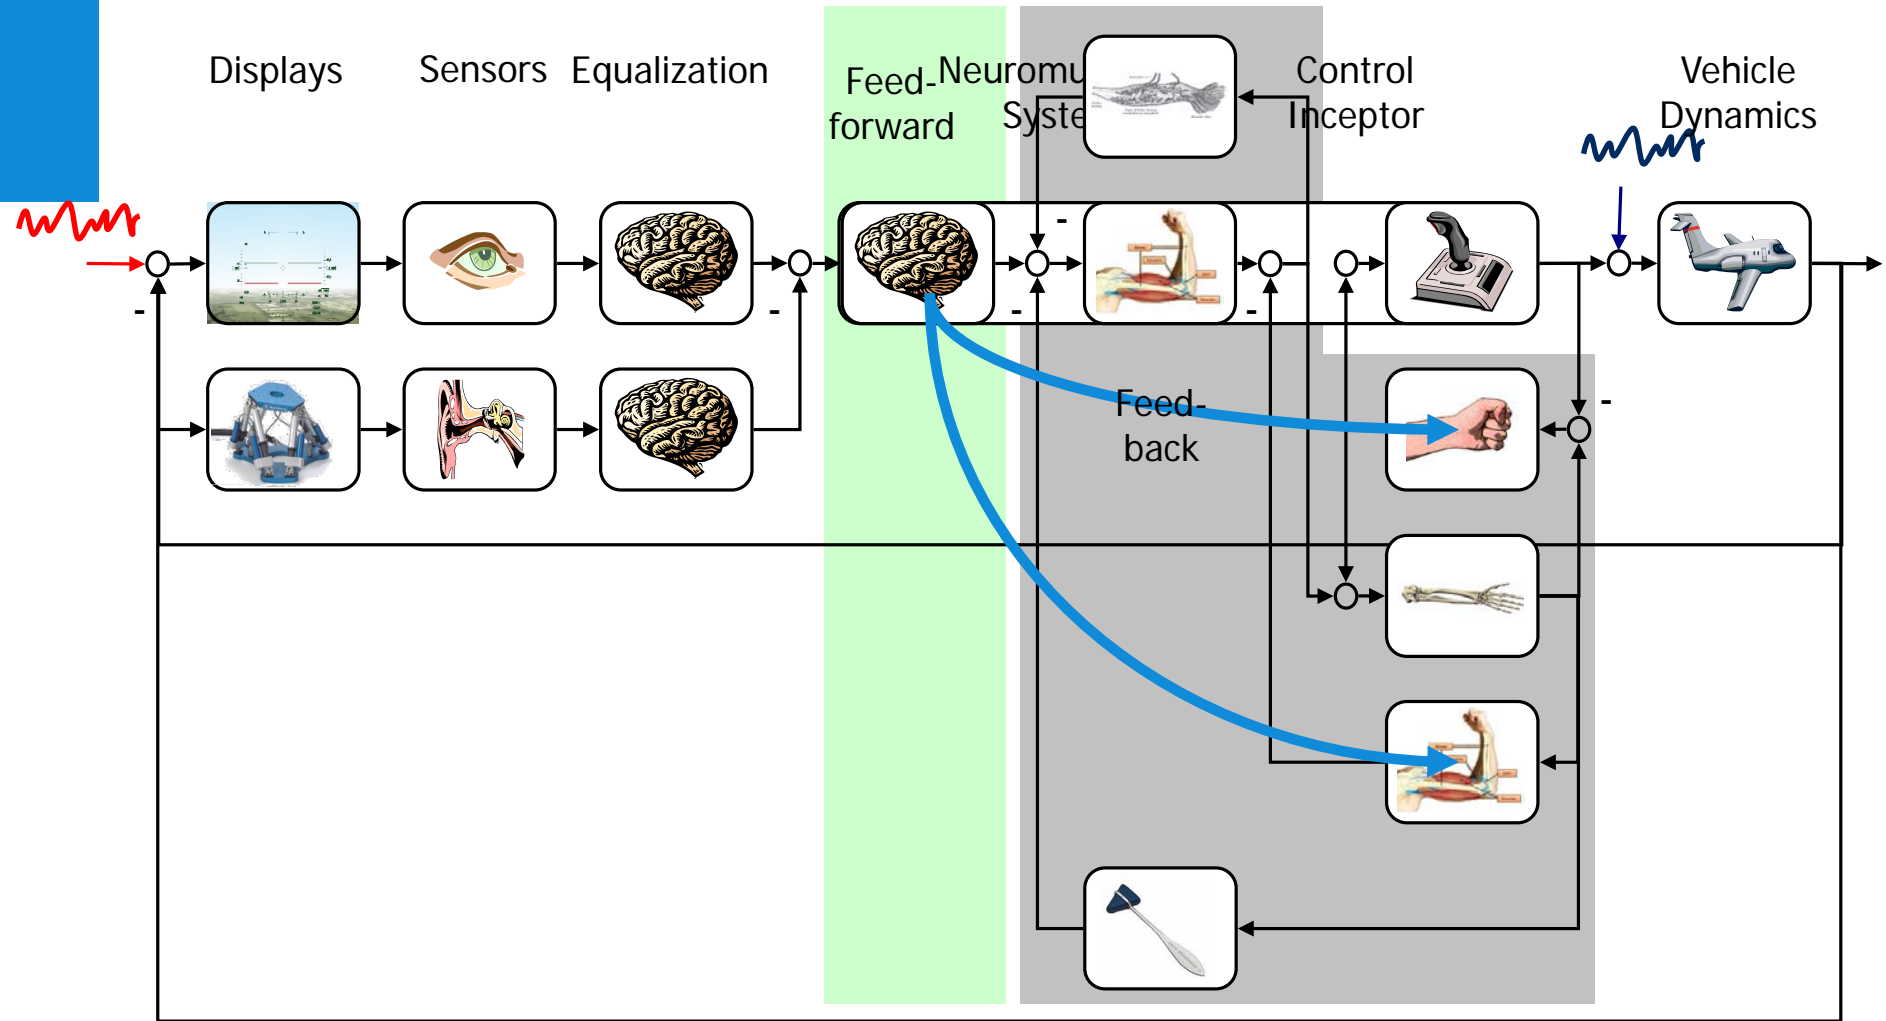 Displays
Sensors
Equalization
Feed-
forward
Neuromu
Syste
Control
Inceptor
Vehicle
Dynamics
-
-
-
-
-
-
Feed-
back